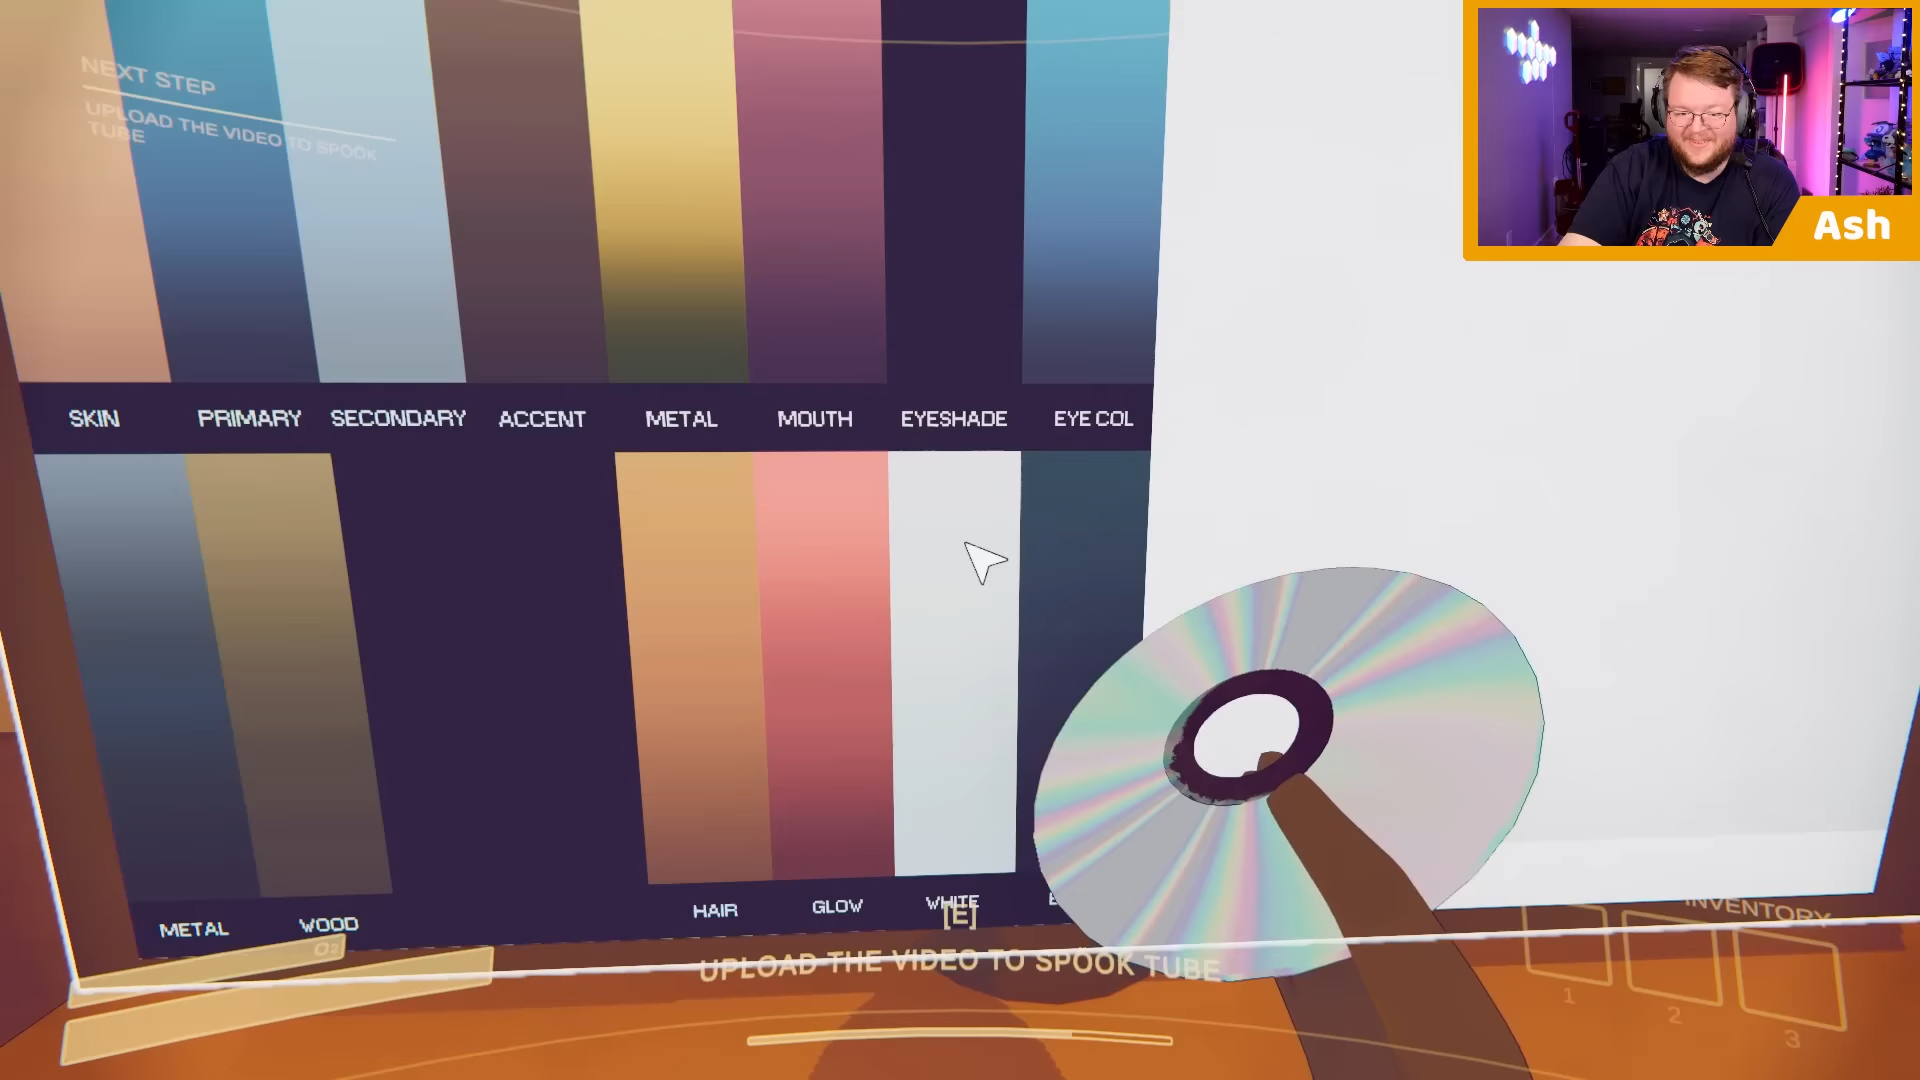 NEXT STEP
UPLOAD THE VIDEO TO SPOOK
TUBE
Ash
SKIN PRIMARY SECONDARY ACCENT METAL MOUTH EYESHADE EYE COL
METAL WOOD HAIR GLOW WHITE
[E]
UPLOAD THE VIDEO TO SPOOK TUBE
O2
INVENTORY
1 2 3